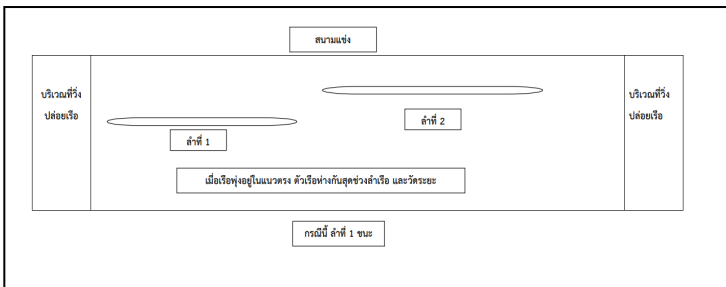 สนามแข่ง
บริเวณที่วิ่ง
ปล่อยเรือ
บริเวณที่วิ่ง
ปล่อยเรือ
ลำที่ 2
ลำที่ 1
เมื่อเรือพุ่งอยู่ในแนวตรง ตัวเรือห่างกันสุดช่วงลำเรือ และวัดระยะ
กรณีนี้ ลำที่ 1 ชนะ